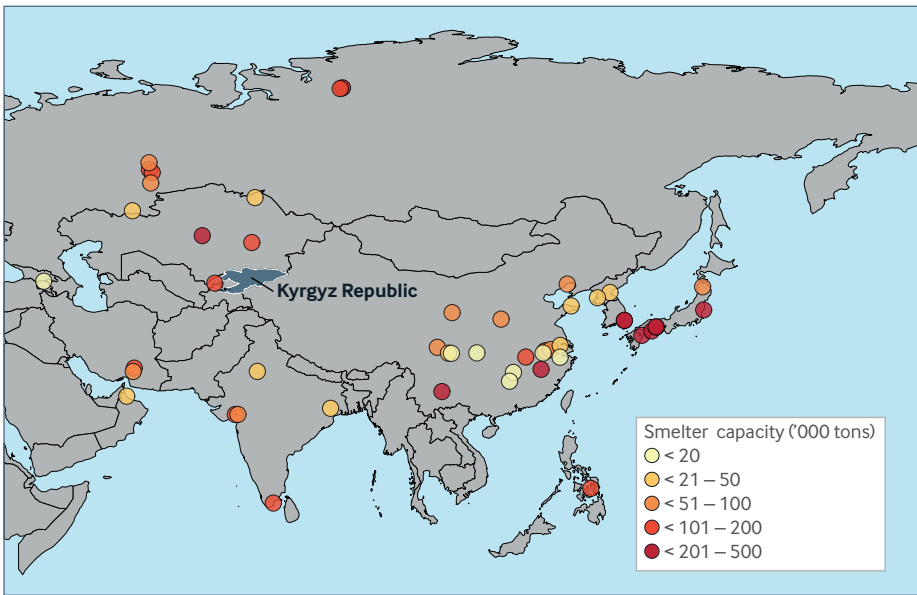 Kyrgyz Republic
Smelter capacity (’000 tons)
< 20
< 21 – 50
< 51 – 100
< 101 – 200
< 201 – 500